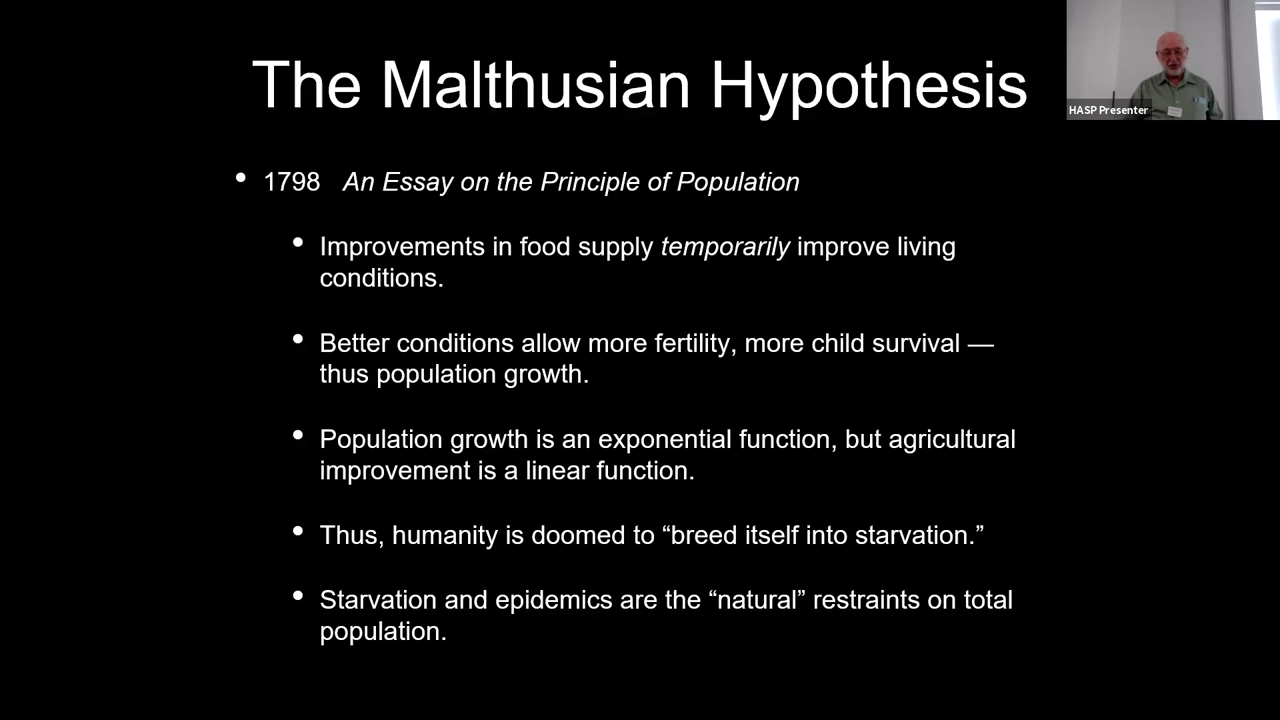 The Malthusian Hypothesis
HASP Presenter
• 1798 An Essay on the Principle of Population
• Improvements in food supply temporarily improve living
conditions.
• Better conditions allow more fertility, more child survival —
thus population growth.
• Population growth is an exponential function, but agricultural
improvement is a linear function.
• Thus, humanity is doomed to “breed itself into starvation.”
• Starvation and epidemics are the “natural” restraints on total
population.